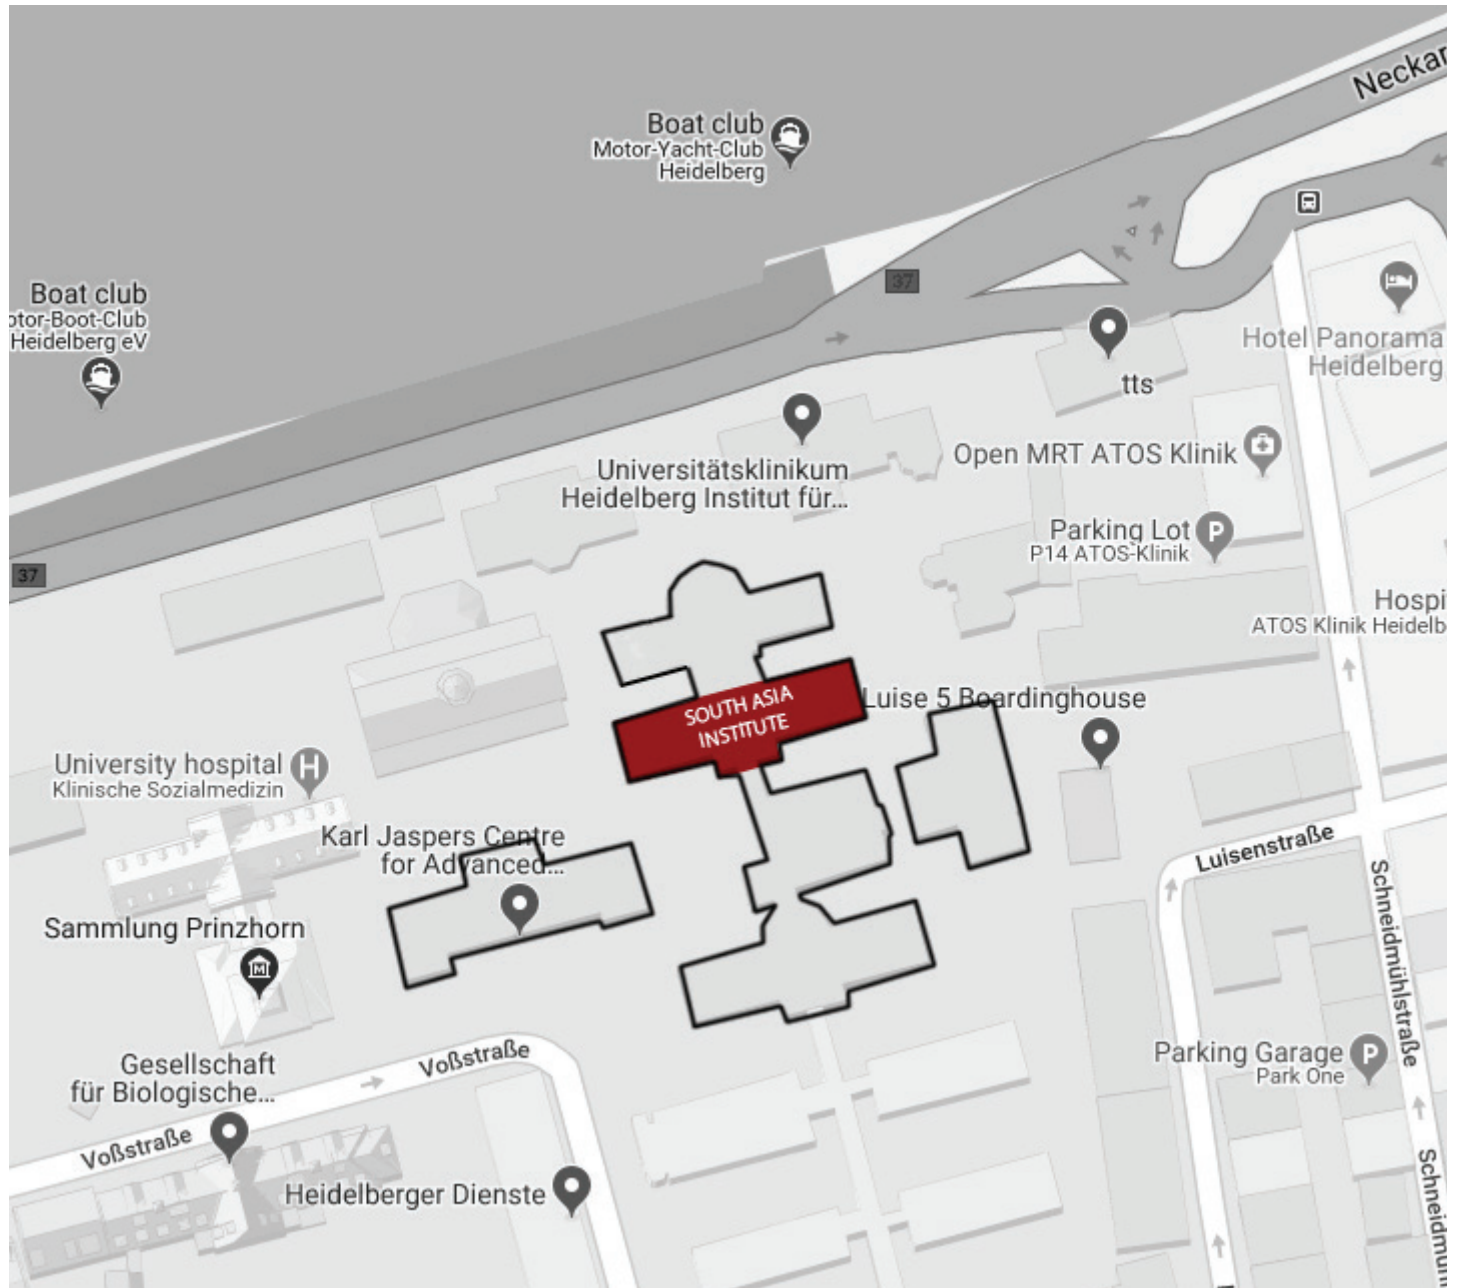 Neckar
Boat club
Motor-Yacht-Club
Heidelberg
37
Boat club
otor-Boot-Club
Heidelberg eV
Hotel Panorama
Heidelberg
tts
Open MRT ATOS Klinik
Universitätsklinikum
Heidelberg Institut für...
Parking Lot
P
P14 ATOS-Klinik
37
Hospi
ATOS Klinik Heidelb
SOUTH ASIA
INSTITUTE
Luise 5 Boardinghouse
University hospital
H
Klinische Sozialmedizin
Karl Jaspers Centre
for Advanced...
Luisenstraße
Schneidmühlstraße
Sammlung Prinzhorn
M
Voßstraße
Parking Garage
P
Park One
Gesellschaft
für Biologische...
Voßstraße
Heidelberger Dienste
Schneidmüh